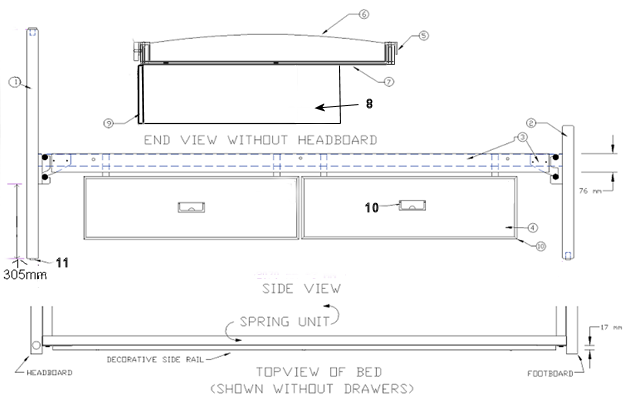 6
5
1
7
8
9
END VIEW WITHOUT HEADBOARD
2
3
76 mm
10
4
10
11
305mm
SIDE VIEW
SPRING UNIT
17 mm
DECORATIVE SIDE RAIL
HEADBOARD
TOPVIEW OF BED
FOOTBOARD
(SHOWN WITHOUT DRAWERS)